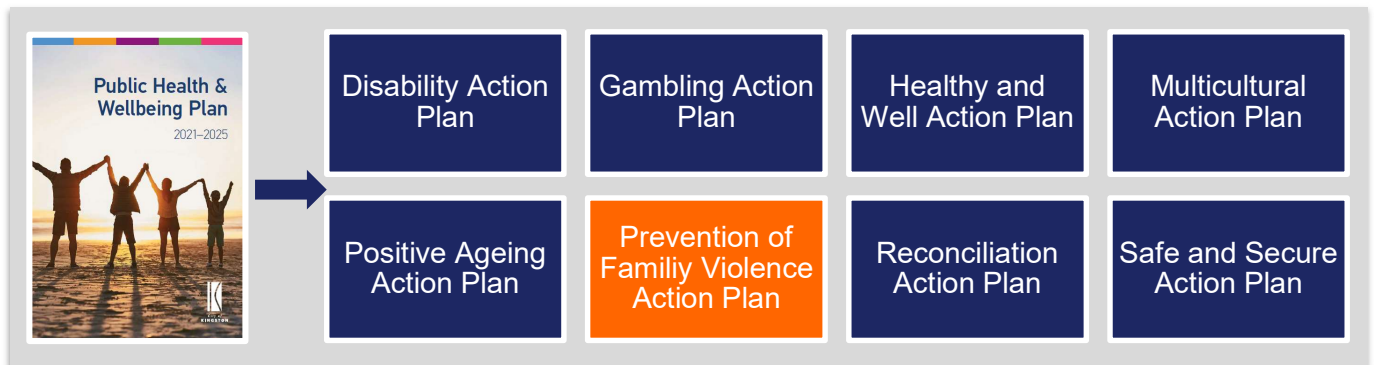 Public Health &
Wellbeing Plan
2021–2025
KINGSTON
Disability Action
Plan
Gambling Action
Plan
Healthy and
Well Action Plan
Multicultural
Action Plan
Positive Ageing
Action Plan
Prevention of
Familiy Violence
Action Plan
Reconciliation
Action Plan
Safe and Secure
Action Plan